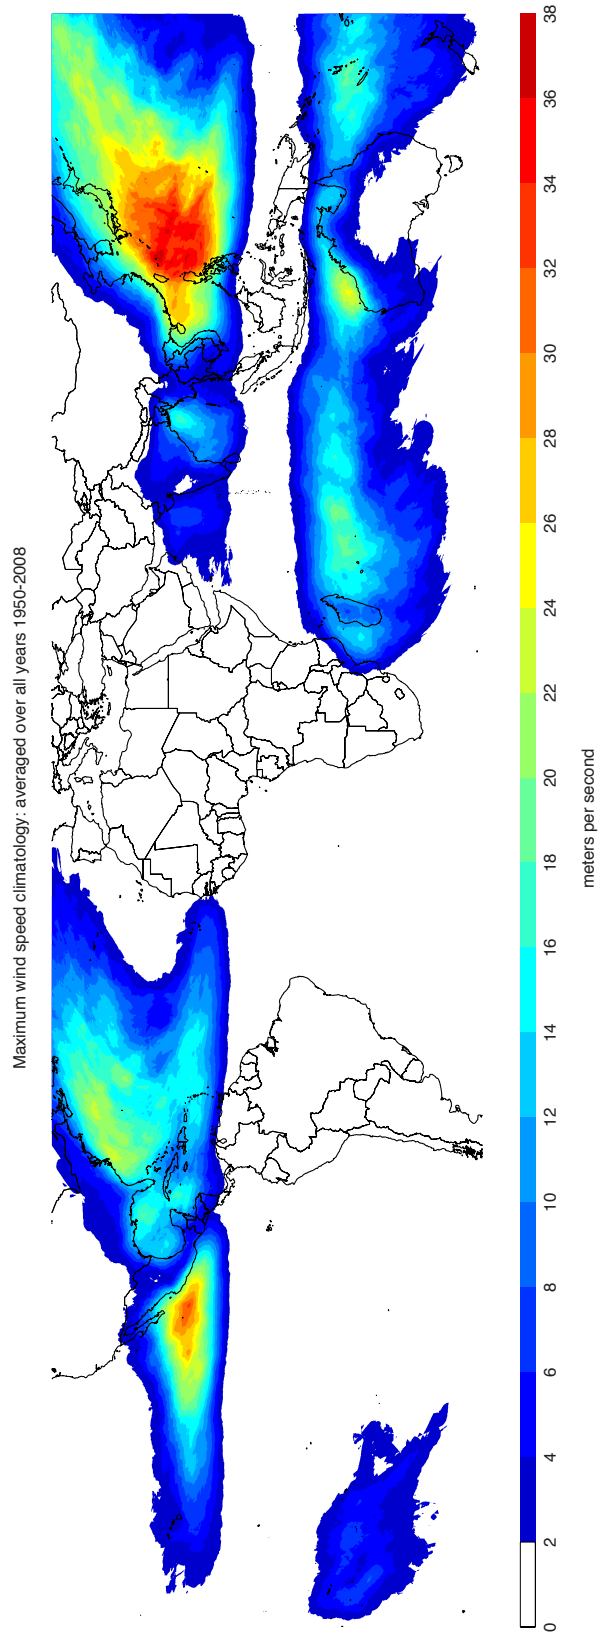 Maximum wind speed climatology: averaged over all years 1950-2008
0 2 4 6 8 10 12 14 16 18 20 22 24 26 28 30 32 34 36 38
meters per second